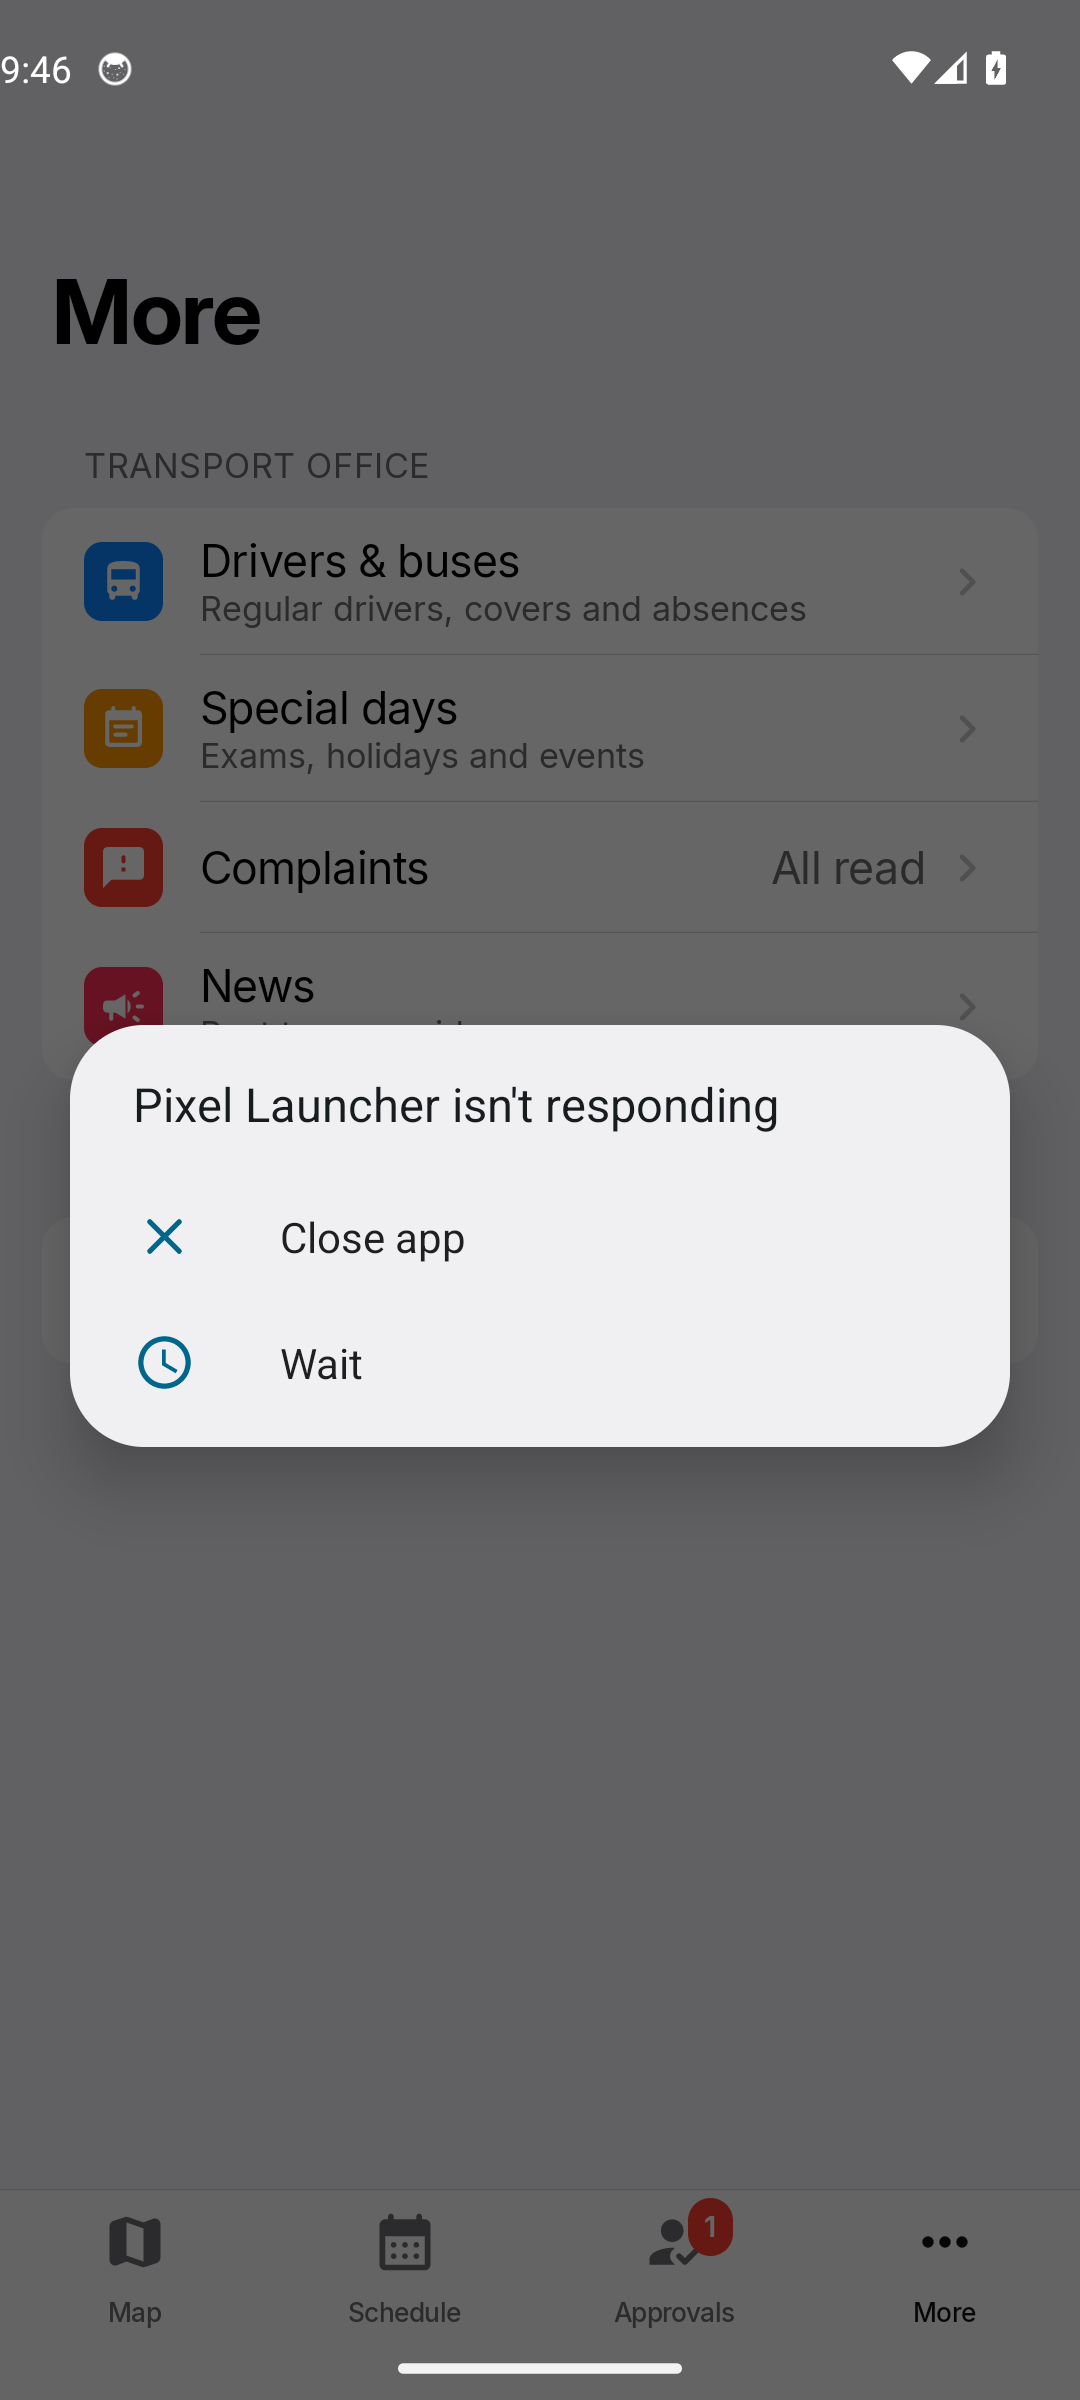 9:46
More
TRANSPORT OFFICE
Drivers & buses
Regular drivers, covers and absences
Special days
Exams, holidays and events
Complaints
All read
News
Pixel Launcher isn't responding
Close app
Wait
1
Map
Schedule
Approvals
More